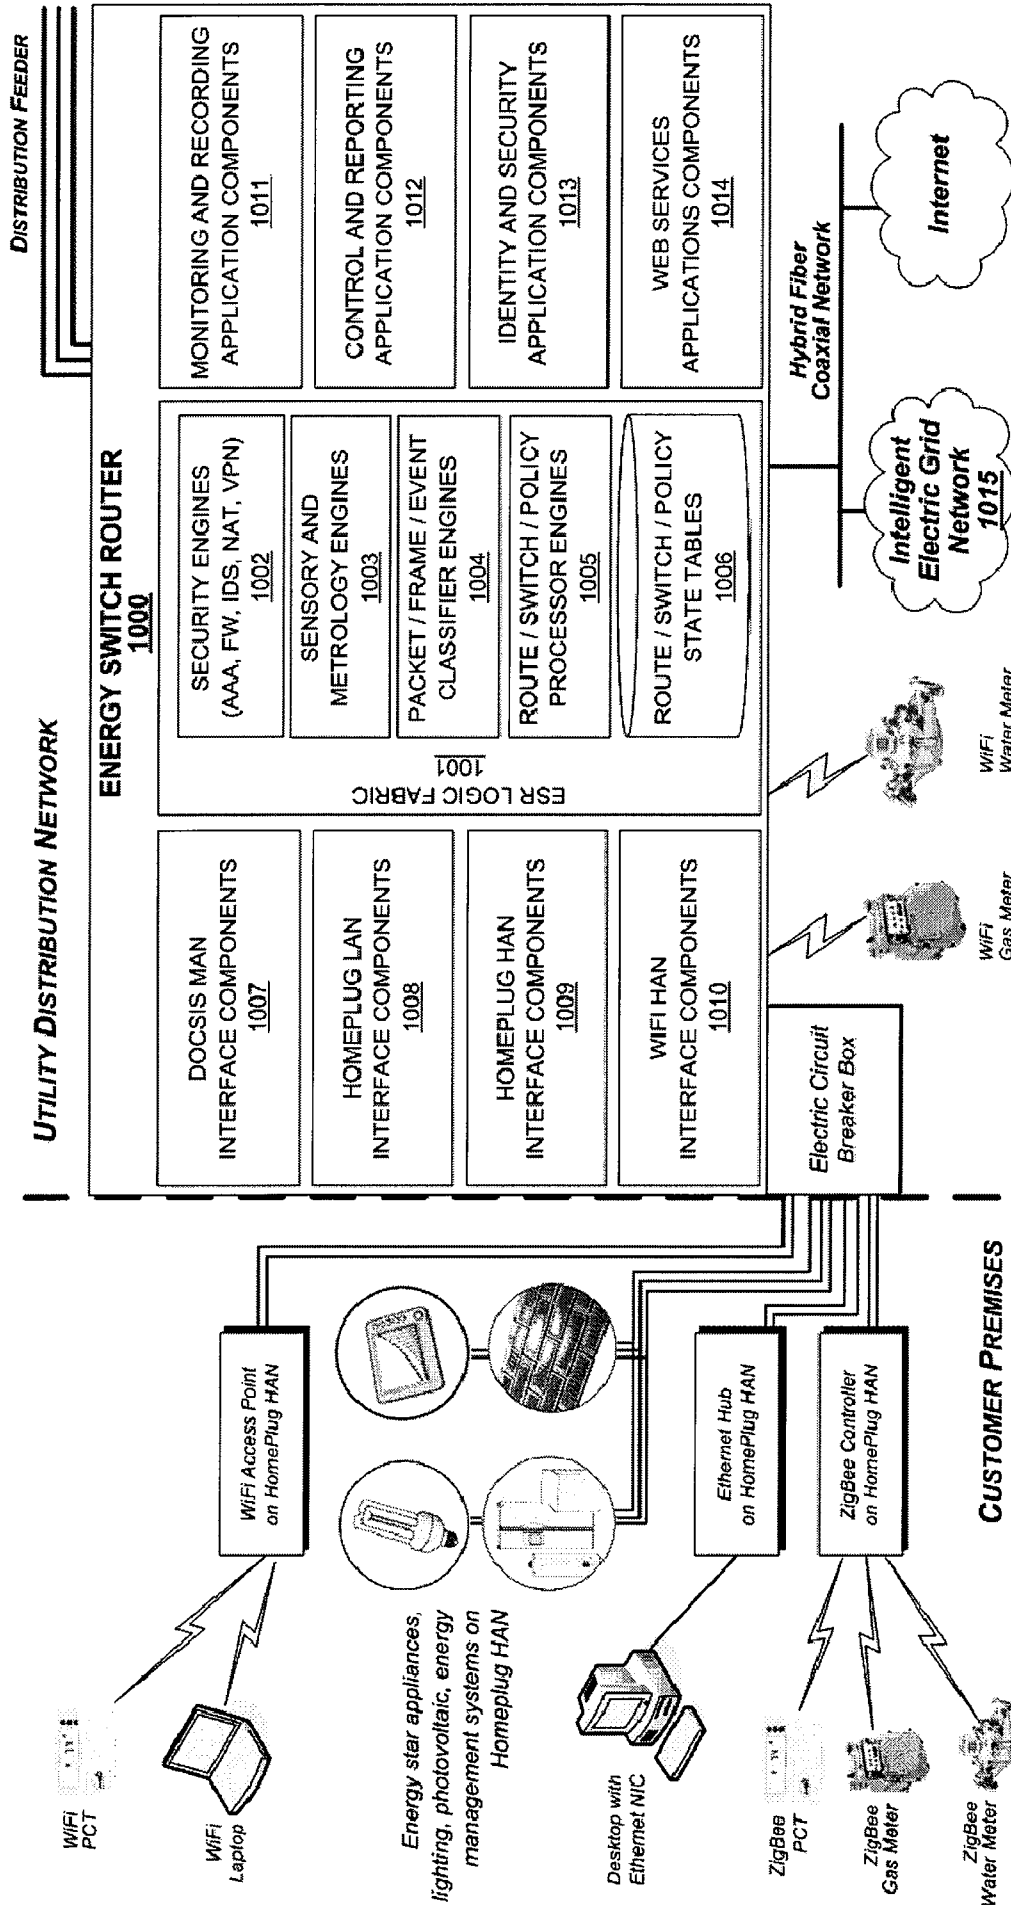 UTILITY DISTRIBUTION NETWORK
DISTRIBUTION FEEDER
ENERGY SWITCH ROUTER
1000
DOCSIS MAN
INTERFACE COMPONENTS
1007
HOMEPLUG LAN
INTERFACE COMPONENTS
1008
HOMEPLUG HAN
INTERFACE COMPONENTS
1009
WIFI HAN
INTERFACE COMPONENTS
1010
ESR LOGIC FABRIC
1001
SECURITY ENGINES
(AAA, FW, IDS, NAT, VPN)
1002
SENSORY AND
METROLOGY ENGINES
1003
PACKET / FRAME / EVENT
CLASSIFIER ENGINES
1004
ROUTE / SWITCH / POLICY
PROCESSOR ENGINES
1005
ROUTE / SWITCH / POLICY
STATE TABLES
1006
MONITORING AND RECORDING
APPLICATION COMPONENTS
1011
CONTROL AND REPORTING
APPLICATION COMPONENTS
1012
IDENTITY AND SECURITY
APPLICATION COMPONENTS
1013
WEB SERVICES
APPLICATIONS COMPONENTS
1014
Electric Circuit
Breaker Box
WiFi
Gas Meter
WiFi
Water Meter
Hybrid Fiber
Coaxial Network
Intelligent
Electric Grid
Network
1015
Internet
WiFi
PCT
WiFi
Laptop
WiFi Access Point
on HomePlug HAN
Energy star appliances,
lighting, photovoltaic, energy
management systems on
Homeplug HAN
Desktop with
Ethernet NIC
Ethernet Hub
on HomePlug HAN
ZigBee
PCT
ZigBee
Gas Meter
ZigBee
Water Meter
ZigBee Controller
on HomePlug HAN
CUSTOMER PREMISES